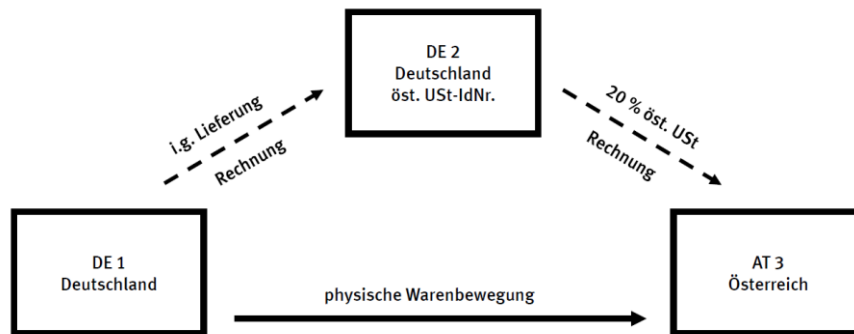 DE 2
Deutschland
öst. USt-IdNr.
i.g. Lieferung
Rechnung
20 % öst. USt
Rechnung
DE 1
Deutschland
physische Warenbewegung
AT 3
Österreich